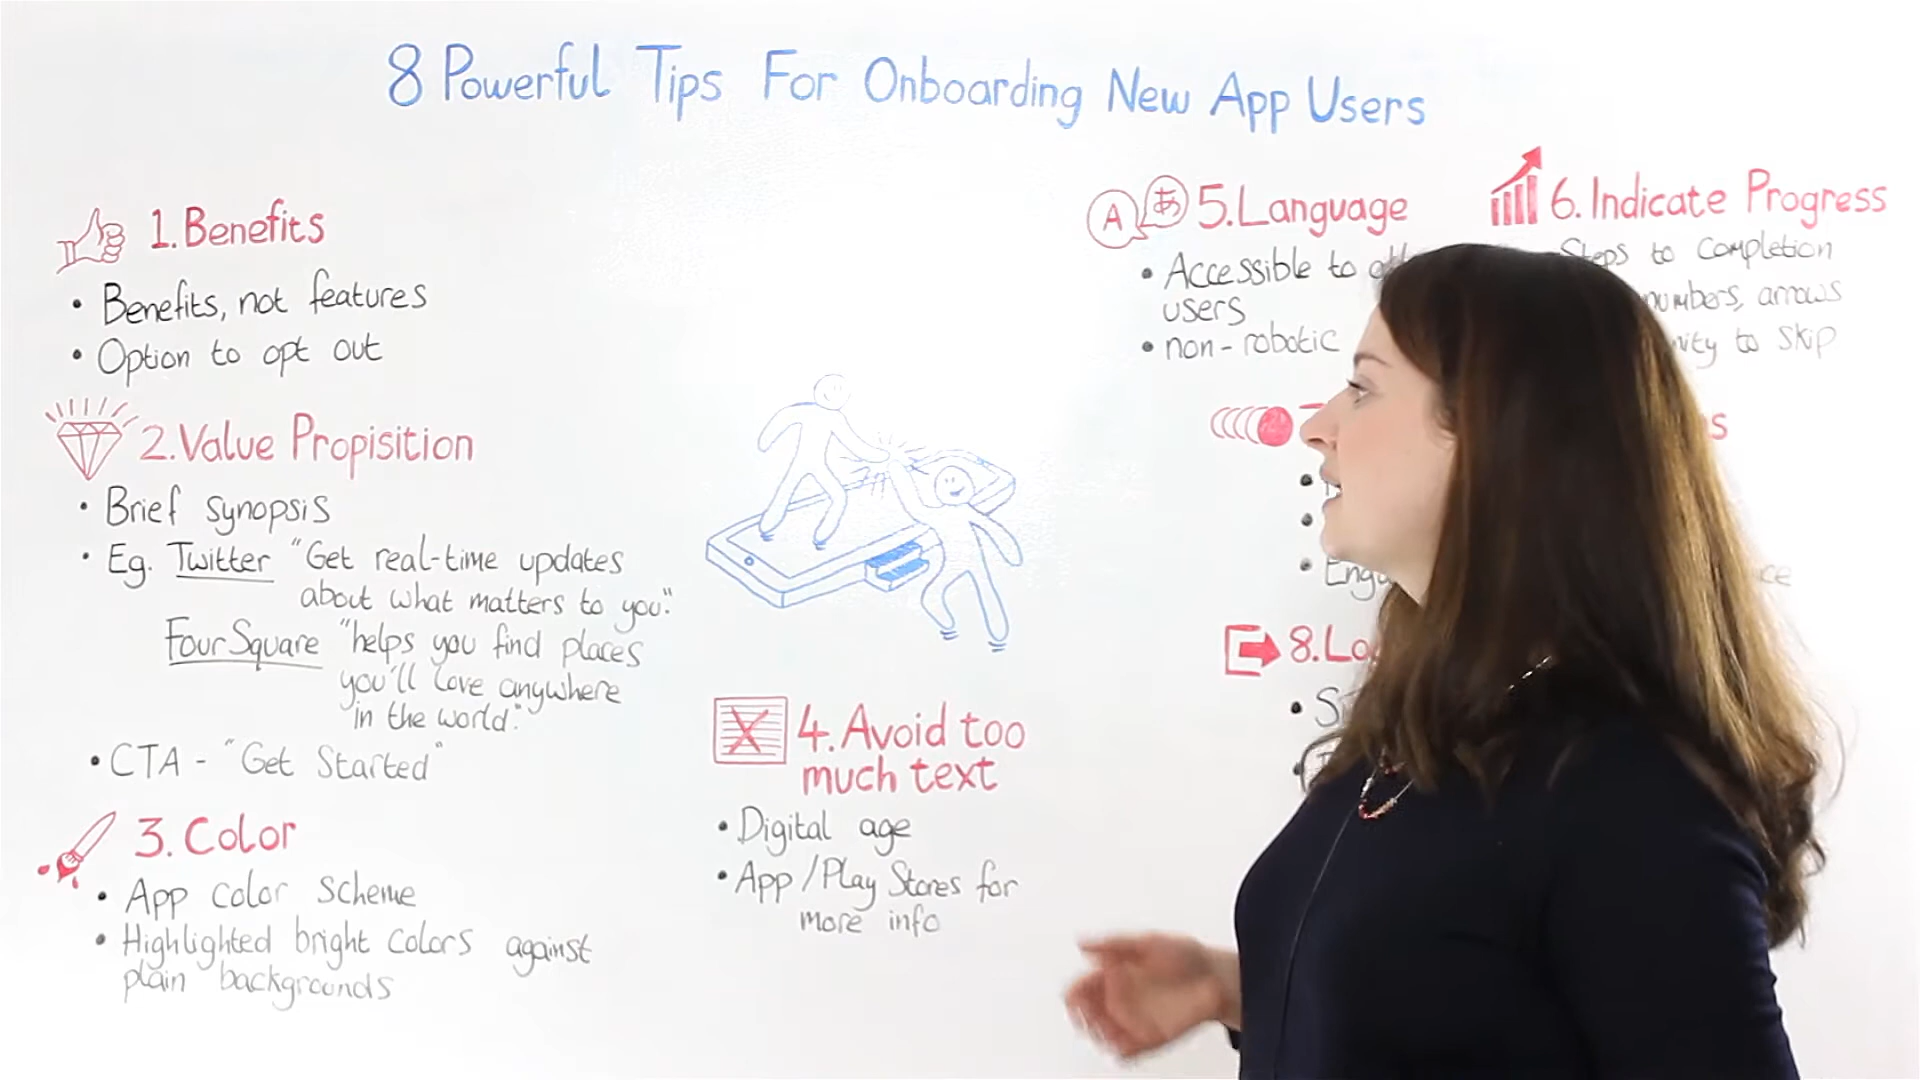 8 Powerful Tips For Onboarding New App Users
1. Benefits
• Benefits, not features
• Option to opt out
2. Value Propisition
• Brief synopsis
• Eg. Twitter "Get real-time updates
about what matters to you."
FourSquare "helps you find places
you'll love anywhere
in the world."
• CTA - "Get Started"
3. Color
• App color scheme
• Highlighted bright colors against
plain backgrounds
4. Avoid too
much text
• Digital age
• App / Play Stores for
more info
A あ 5. Language
• Accessible to
users
• non-robotic
6. Indicate Progress
Steps to completion
numbers, arrows
to skip
8.